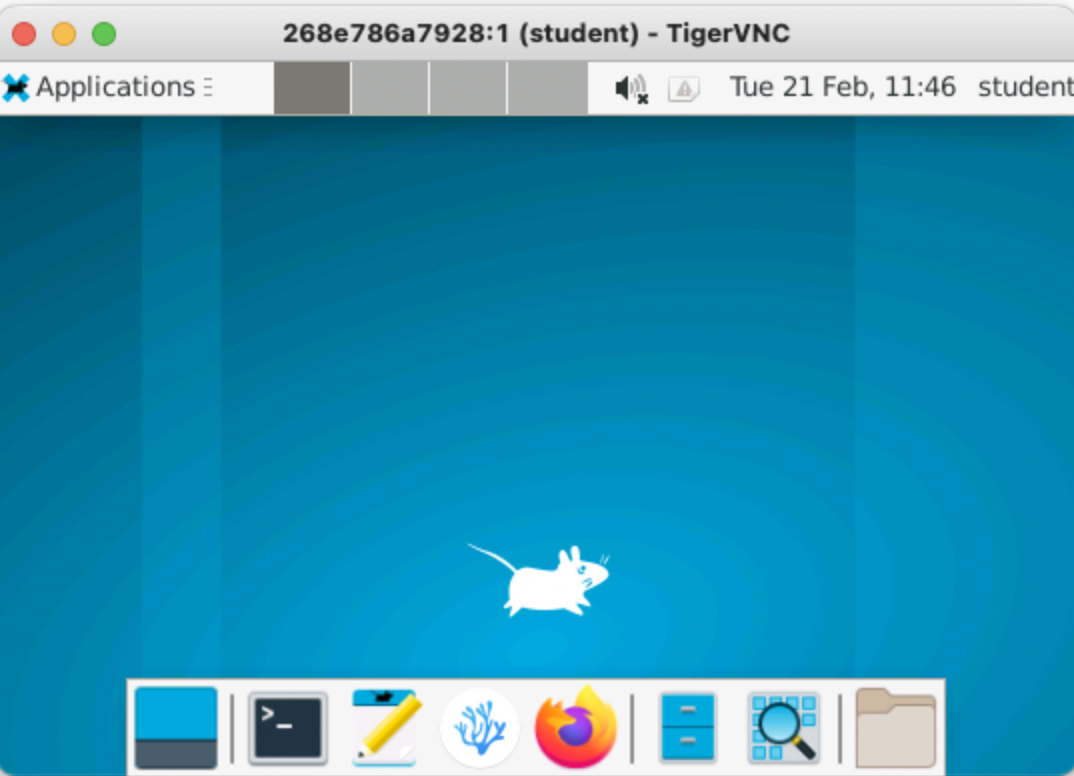 268e786a7928:1 (student) - TigerVNC
Applications Tue 21 Feb, 11:46 student
>_